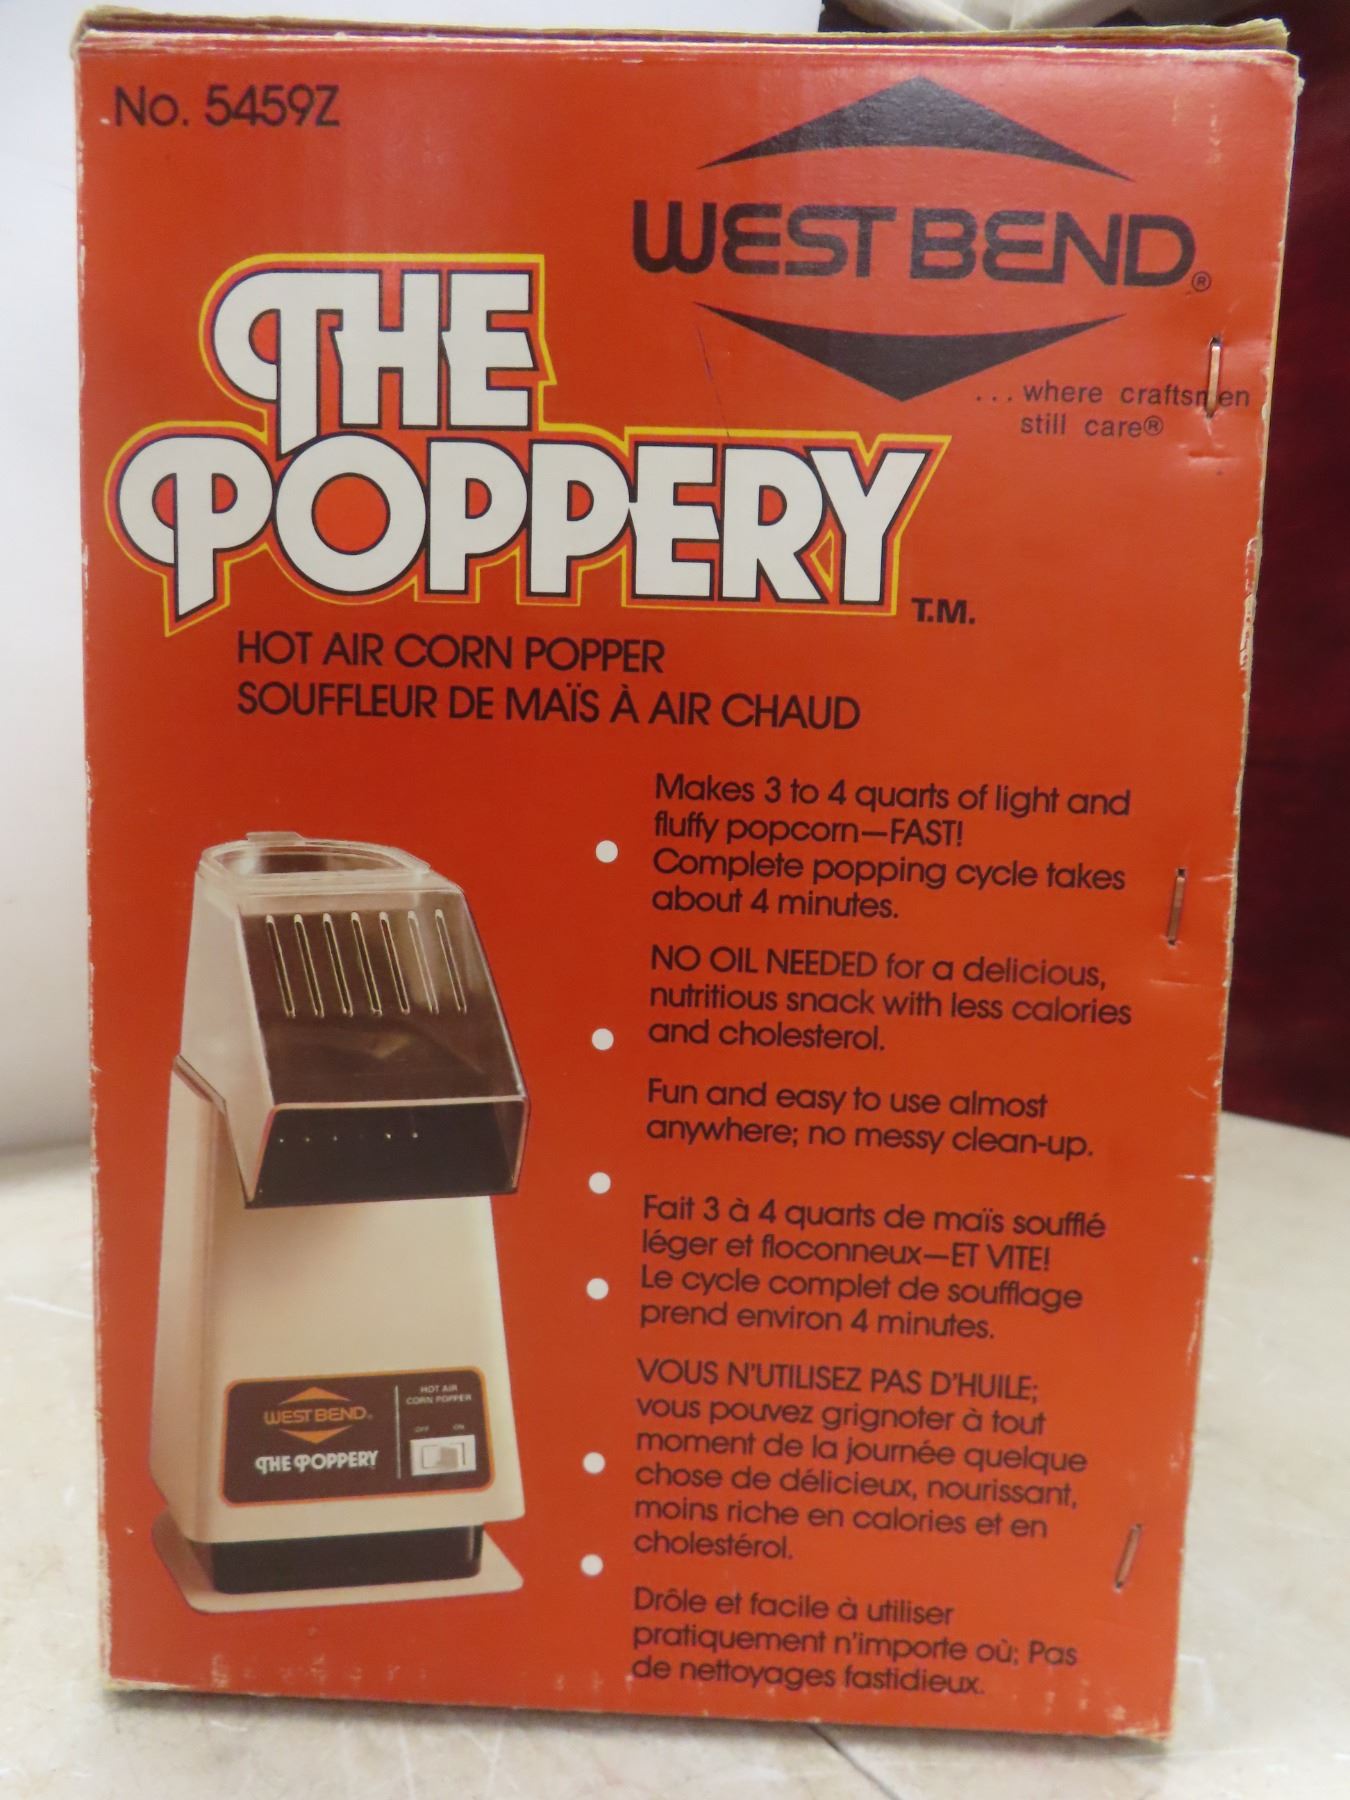 No. 5459Z
WEST BEND®
... where craftsmen
still care®
THE
POPPERY T.M.
HOT AIR CORN POPPER
SOUFFLEUR DE MAÏS À AIR CHAUD
Makes 3 to 4 quarts of light and
fluffy popcorn—FAST!
Complete popping cycle takes
about 4 minutes.
NO OIL NEEDED for a delicious,
nutritious snack with less calories
and cholesterol.
Fun and easy to use almost
anywhere; no messy clean-up.
Fait 3 à 4 quarts de maïs soufflé
léger et floconneux—ET VITE!
Le cycle complet de soufflage
prend environ 4 minutes.
VOUS N'UTILISEZ PAS D'HUILE;
vous pouvez grignoter à tout
moment de la journée quelque
chose de délicieux, nourissant,
moins riche en calories et en
cholestérol.
Drôle et facile à utiliser
pratiquement n'importe où; Pas
de nettoyages fastidieux.
WEST BEND®
THE POPPERY
HOT AIR
CORN POPPER
OFF ON